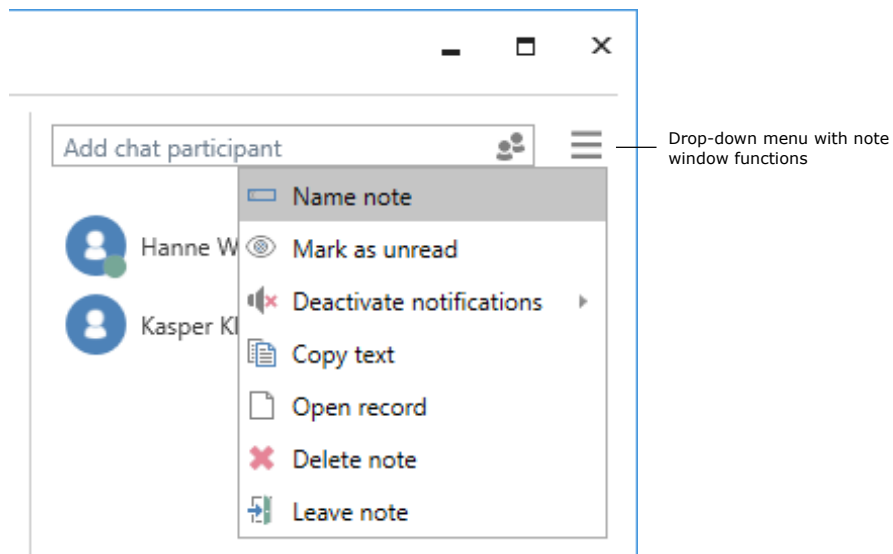 Add chat participant
Drop-down menu with note
window functions
Name note
Hanne W
Mark as unread
Deactivate notifications
Kasper Kl
Copy text
Open record
Delete note
Leave note